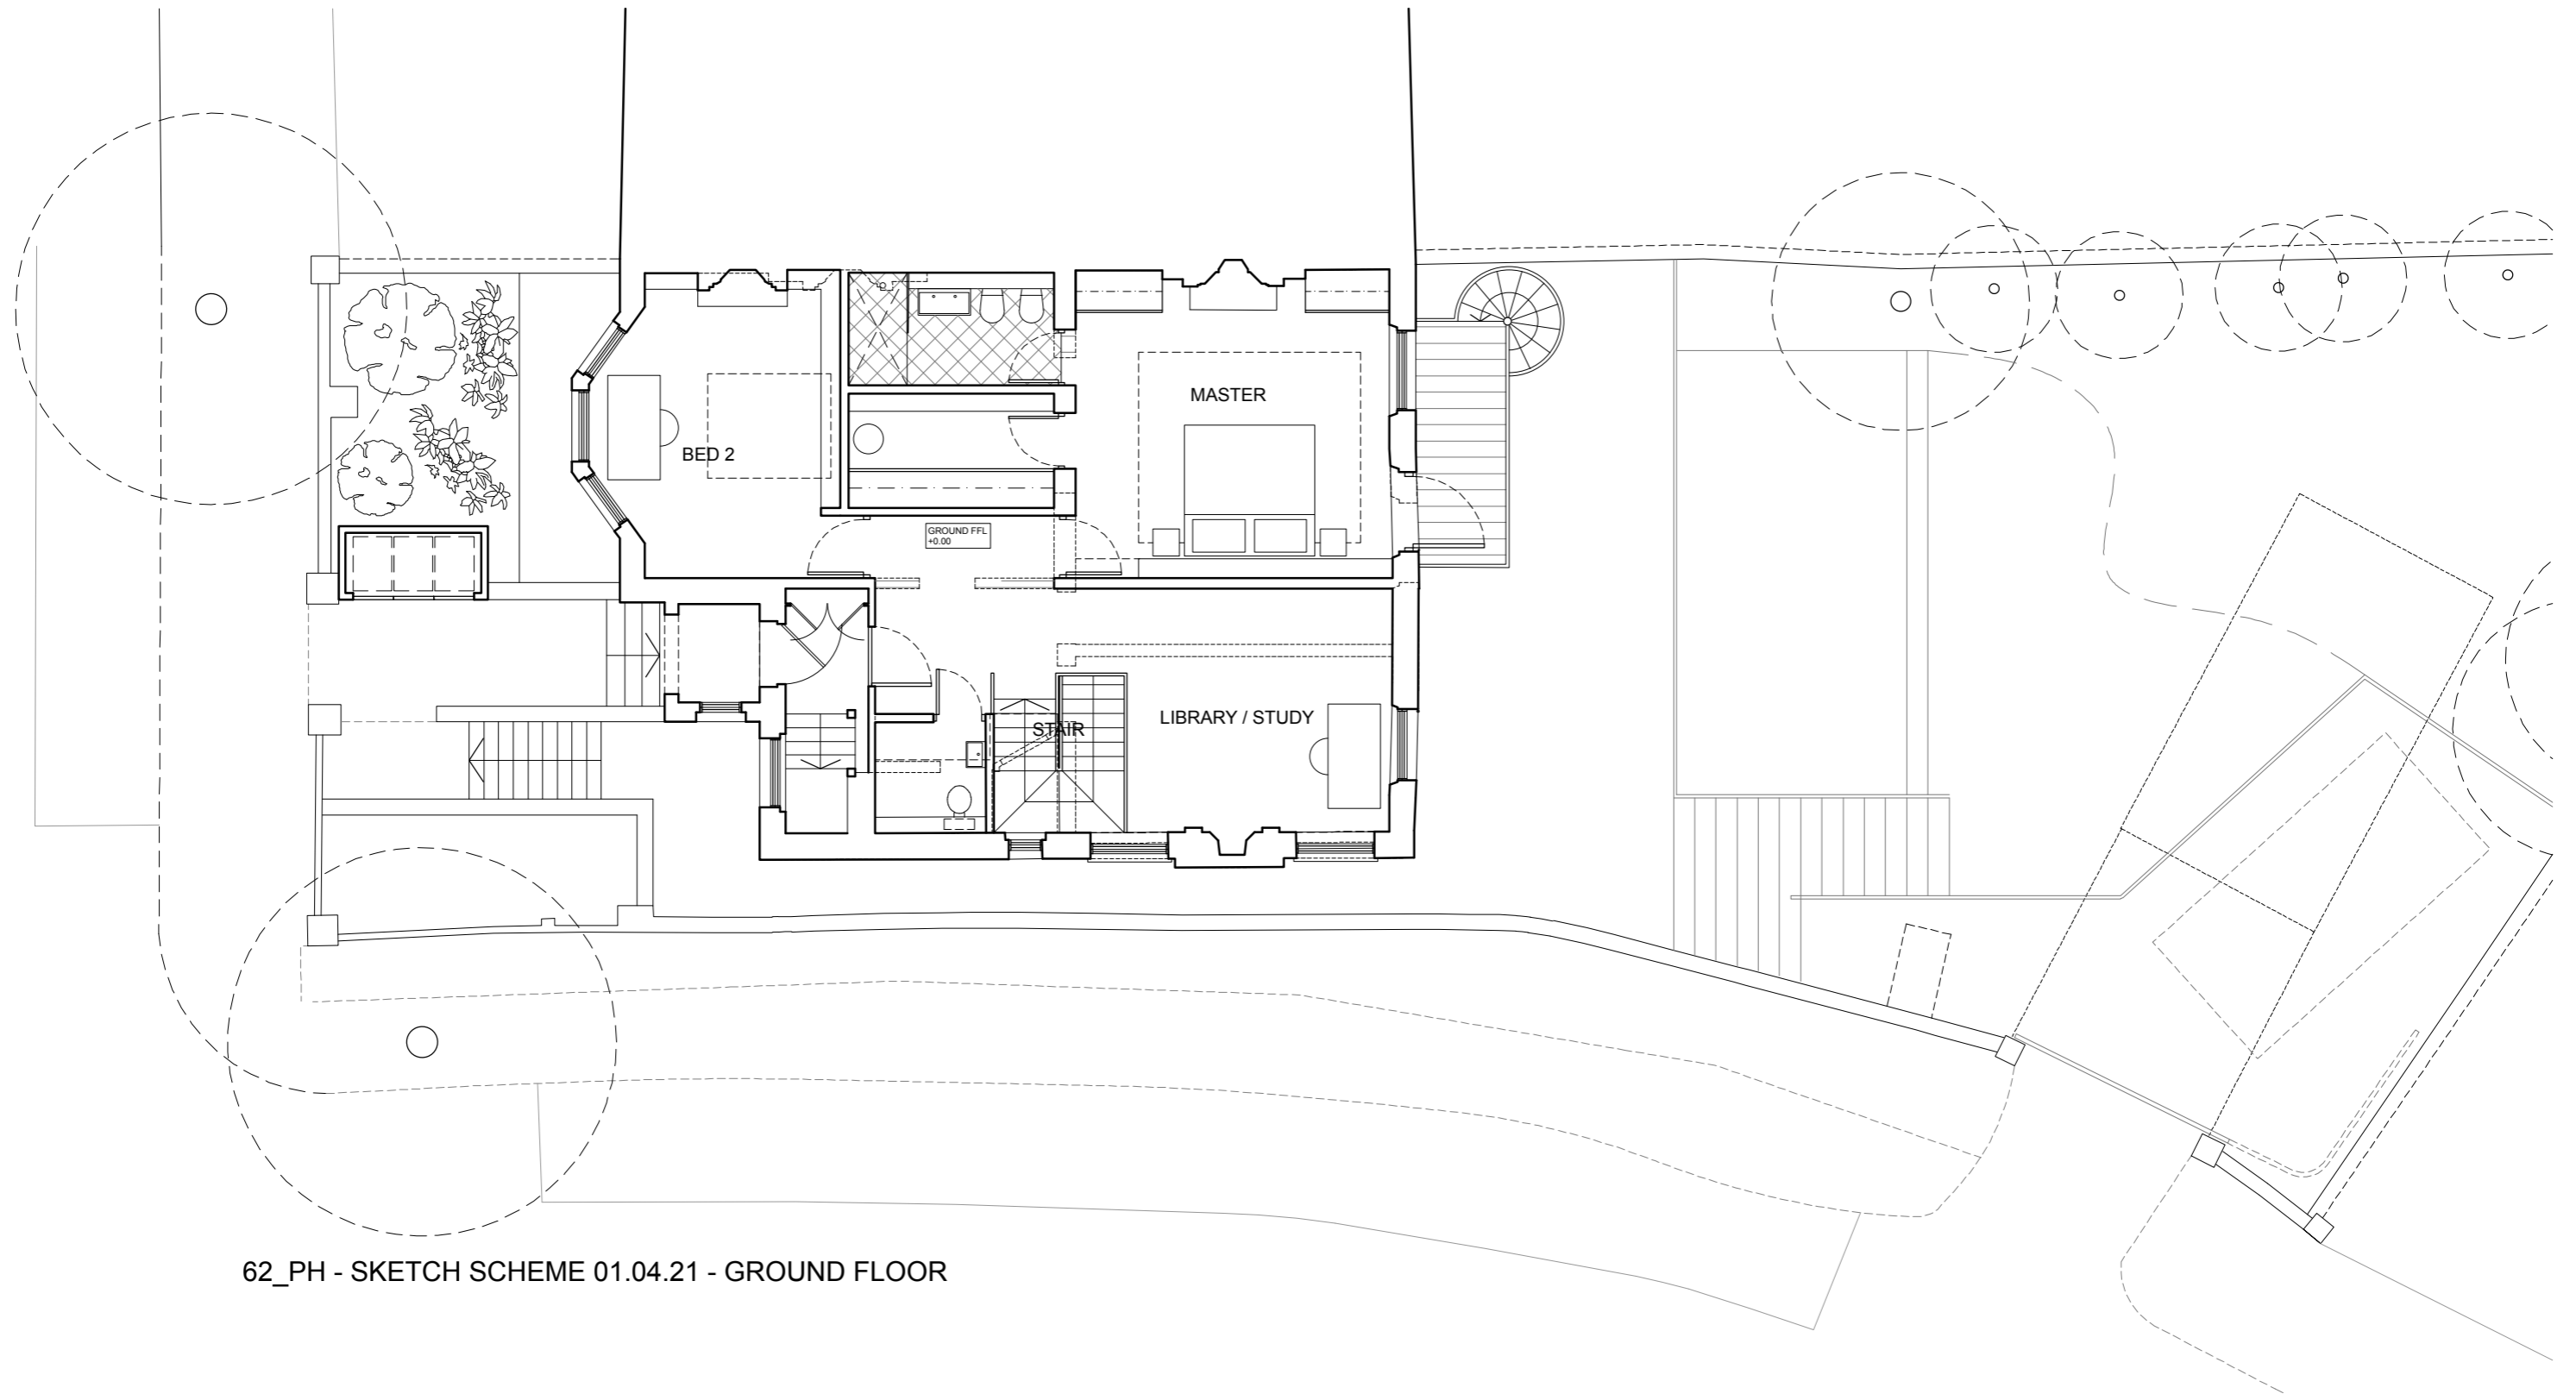 MASTER
BED 2
GROUND FFL
+0.00
LIBRARY / STUDY
STAIR
62_PH - SKETCH SCHEME 01.04.21 - GROUND FLOOR